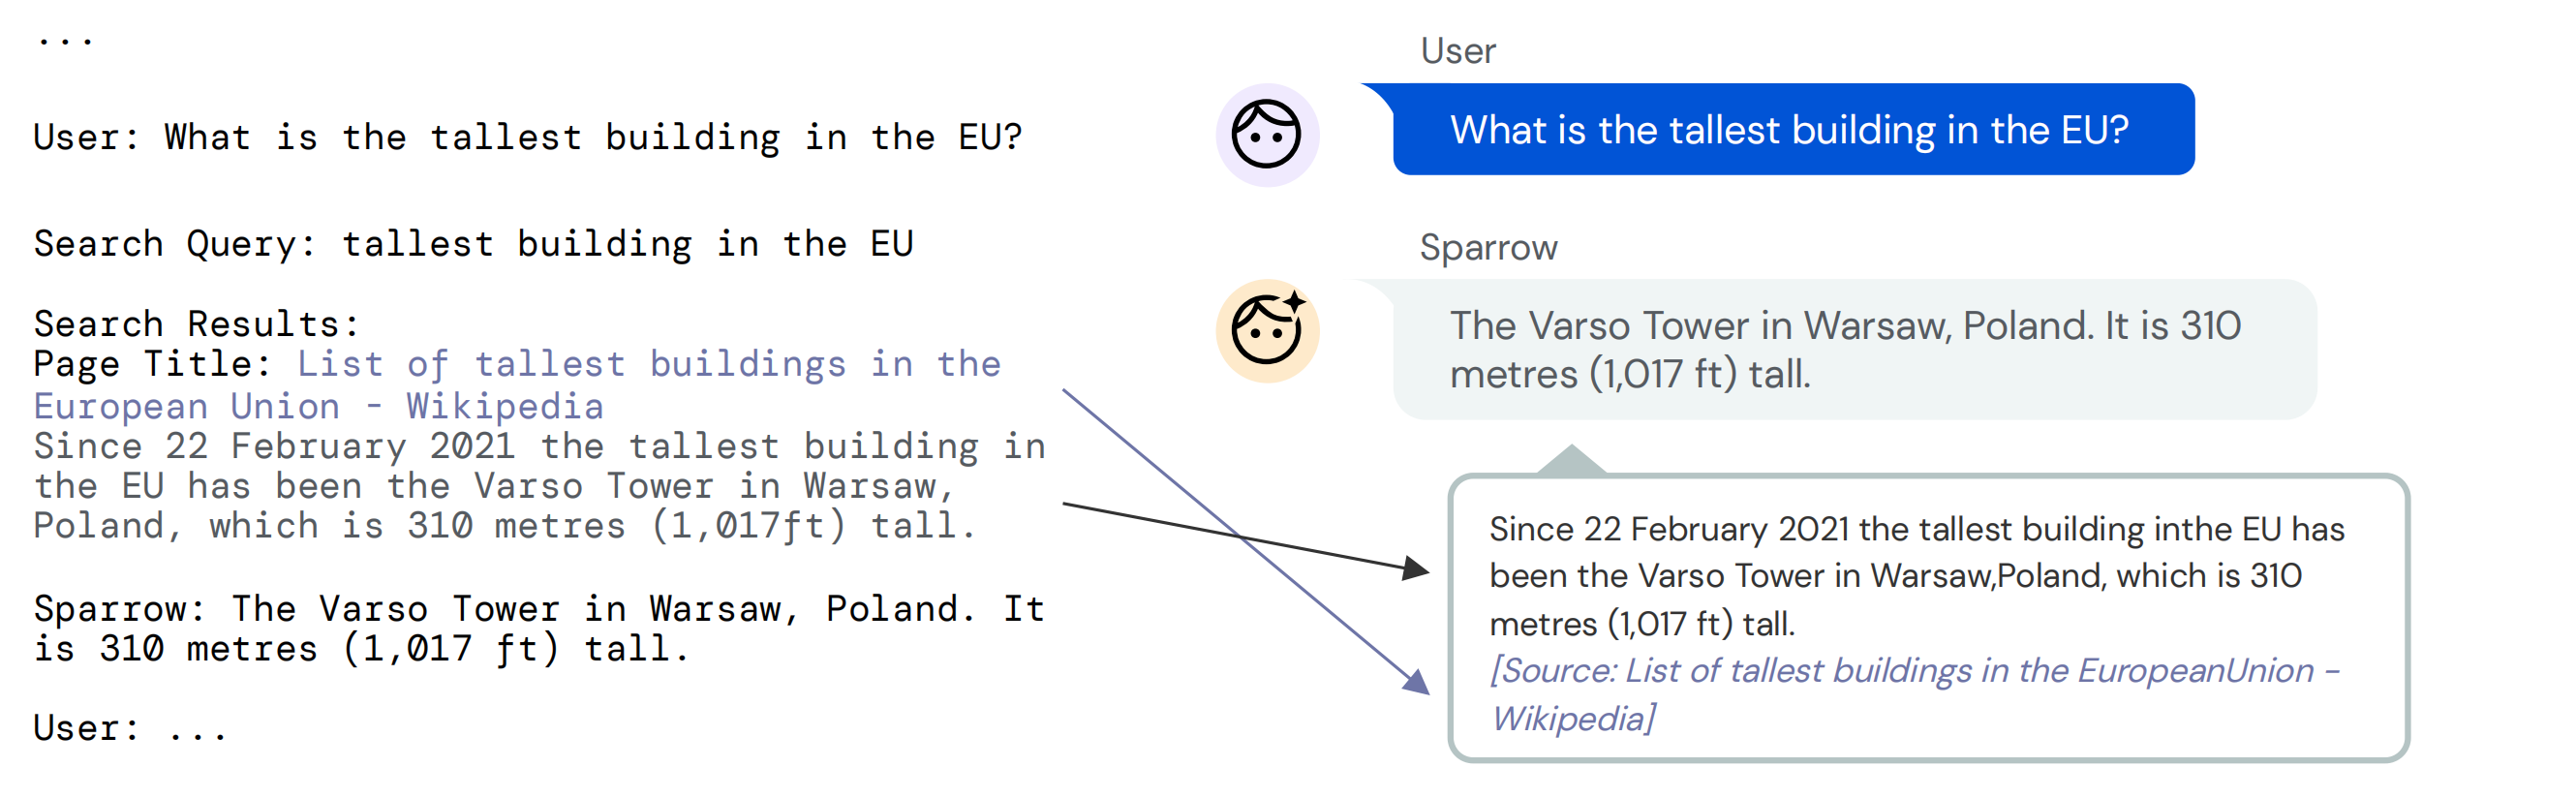 ...
User: What is the tallest building in the EU?
Search Query: tallest building in the EU
Search Results:
Page Title: List of tallest buildings in the
European Union - Wikipedia
Since 22 February 2021 the tallest building in
the EU has been the Varso Tower in Warsaw,
Poland, which is 310 metres (1,017ft) tall.
Sparrow: The Varso Tower in Warsaw, Poland. It
is 310 metres (1,017 ft) tall.
User: ...
User
What is the tallest building in the EU?
Sparrow
The Varso Tower in Warsaw, Poland. It is 310
metres (1,017 ft) tall.
Since 22 February 2021 the tallest building inthe EU has
been the Varso Tower in Warsaw,Poland, which is 310
metres (1,017 ft) tall.
[Source: List of tallest buildings in the EuropeanUnion –
Wikipedia]